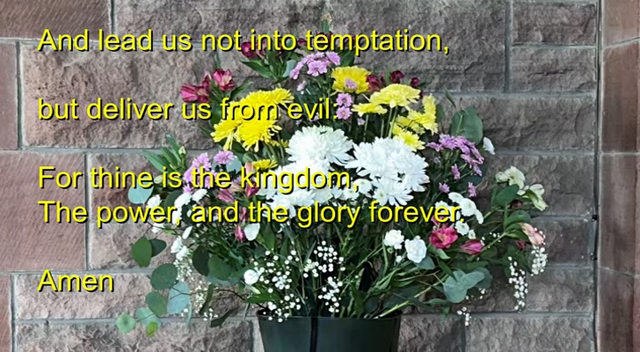 And lead us not into temptation,
but deliver us from evil:
For thine is the kingdom,
The power, and the glory forever.
Amen